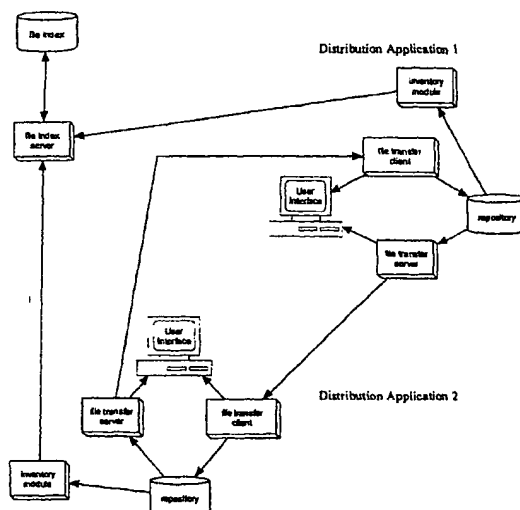 file index
Distribution Application 1
inventory
module
file index
server
file transfer
client
User
Interface
repository
file transfer
server
User
Interface
Distribution Application 2
file transfer
server
file transfer
client
inventory
module
repository